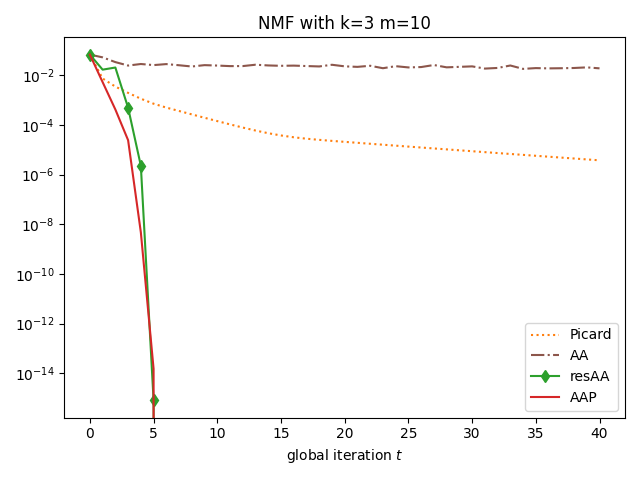 NMF with k=3 m=10
10⁻²
10⁻⁴
10⁻⁶
10⁻⁸
10⁻¹⁰
10⁻¹²
10⁻¹⁴
Picard
AA
resAA
AAP
0 5 10 15 20 25 30 35 40
global iteration t